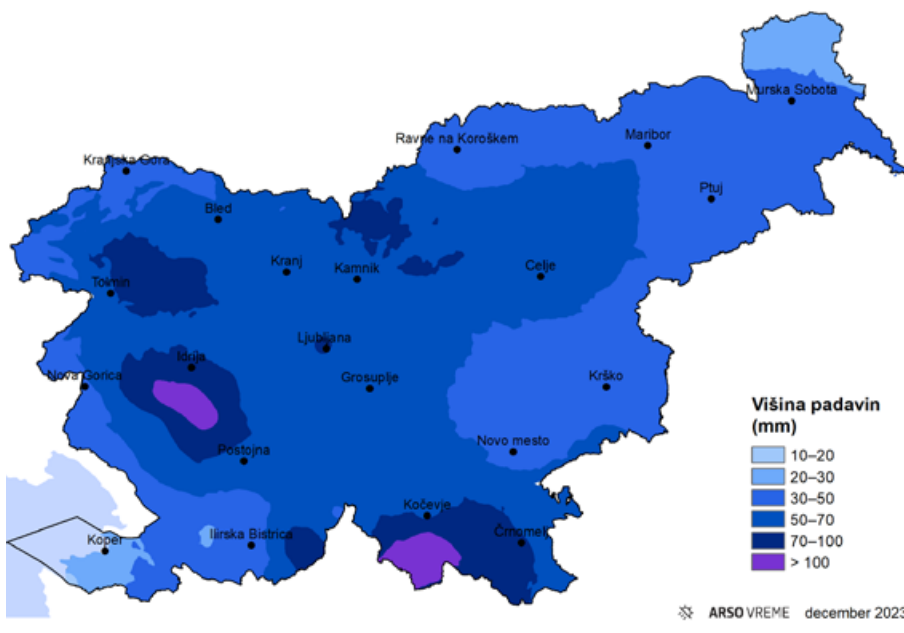 Murska Sobota
Maribor
Ravne na Koroškem
Kranjska Gora
Ptuj
Bled
Kranj
Kamnik
Celje
Tolmin
Ljubljana
Idrija
Nova Gorica
Grosuplje
Krško
Višina padavin
(mm)
10–20
20–30
30–50
50–70
70–100
> 100
Novo mesto
Postojna
Kočevje
Črnomelj
Ilirska Bistrica
Koper
ARSO VREME december 2023